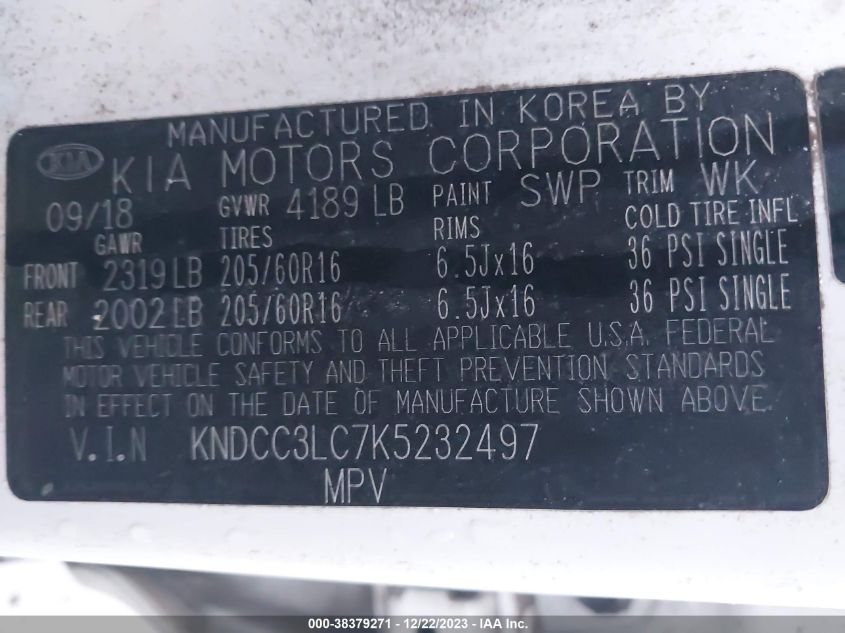 MANUFACTURED IN KOREA BY
KIA KIA MOTORS CORPORATION
09/18 GVWR 4189 LB PAINT SWP TRIM WK
GAWR TIRES RIMS COLD TIRE INFL
FRONT 2319 LB 205/60R16 6.5Jx16 36 PSI SINGLE
REAR 2002 LB 205/60R16 6.5Jx16 36 PSI SINGLE
THIS VEHICLE CONFORMS TO ALL APPLICABLE U.S.A. FEDERAL
MOTOR VEHICLE SAFETY AND THEFT PREVENTION STANDARDS
IN EFFECT ON THE DATE OF MANUFACTURE SHOWN ABOVE.
V.I.N KNDCC3LC7K5232497
MPV
000-38379271 - 12/22/2023 - IAA Inc.